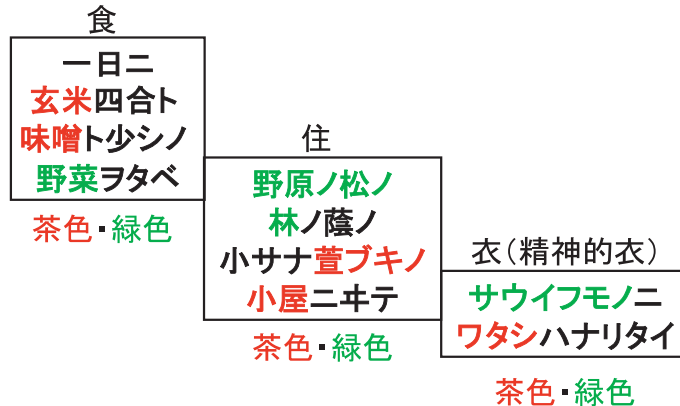 食
一日ニ
玄米四合ト
味噌ト少シノ
野菜ヲタベ
茶色・緑色
住
野原ノ松ノ
林ノ蔭ノ
小サナ萱ブキノ
小屋ニヰテ
茶色・緑色
衣(精神的衣)
サウイフモノニ
ワタシハナリタイ
茶色・緑色